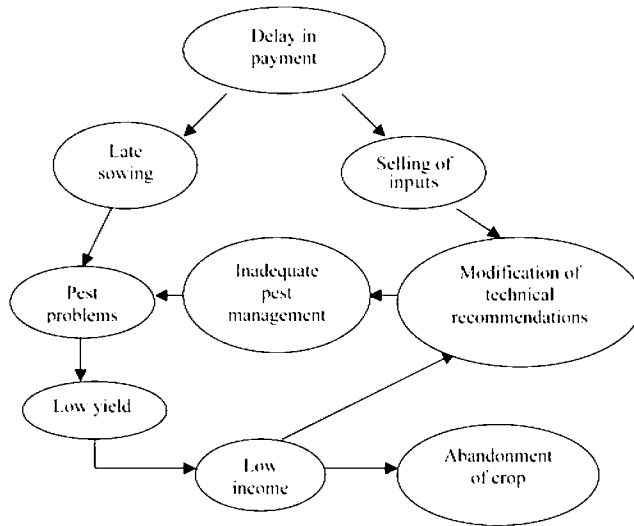 Delay in
payment
Late
sowing
Selling of
inputs
Pest
problems
Inadequate
pest
management
Modification of
technical
recommendations
Low yield
Low
income
Abandonment
of crop